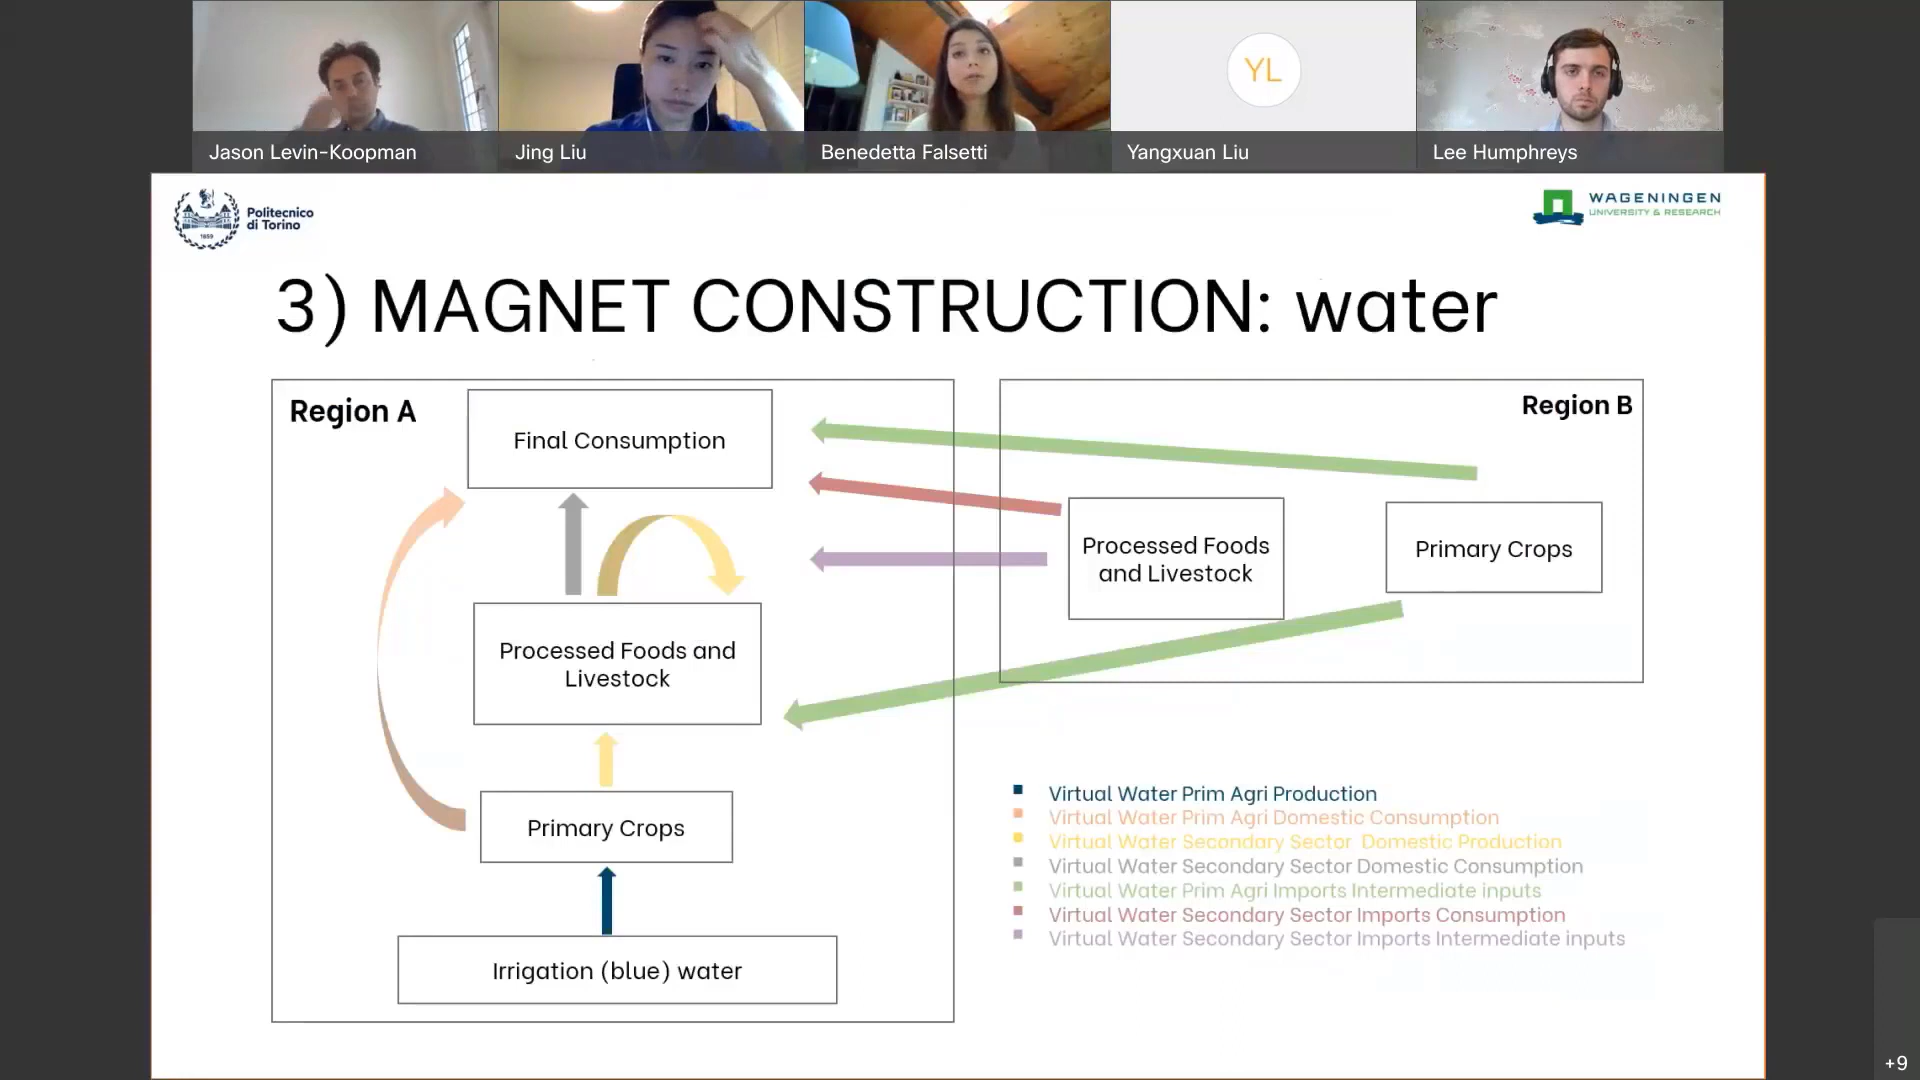 YL
Jason Levin-Koopman
Jing Liu
Benedetta Falsetti
Yangxuan Liu
Lee Humphreys
Politecnico
di Torino
1859
WAGENINGEN
UNIVERSITY & RESEARCH
3) MAGNET CONSTRUCTION: water
Region A
Final Consumption
Processed Foods and
Livestock
Primary Crops
Irrigation (blue) water
Region B
Processed Foods
and Livestock
Primary Crops
Virtual Water Prim Agri Production
Virtual Water Prim Agri Domestic Consumption
Virtual Water Secondary Sector Domestic Production
Virtual Water Secondary Sector Domestic Consumption
Virtual Water Prim Agri Imports Intermediate inputs
Virtual Water Secondary Sector Imports Consumption
Virtual Water Secondary Sector Imports Intermediate inputs
+9